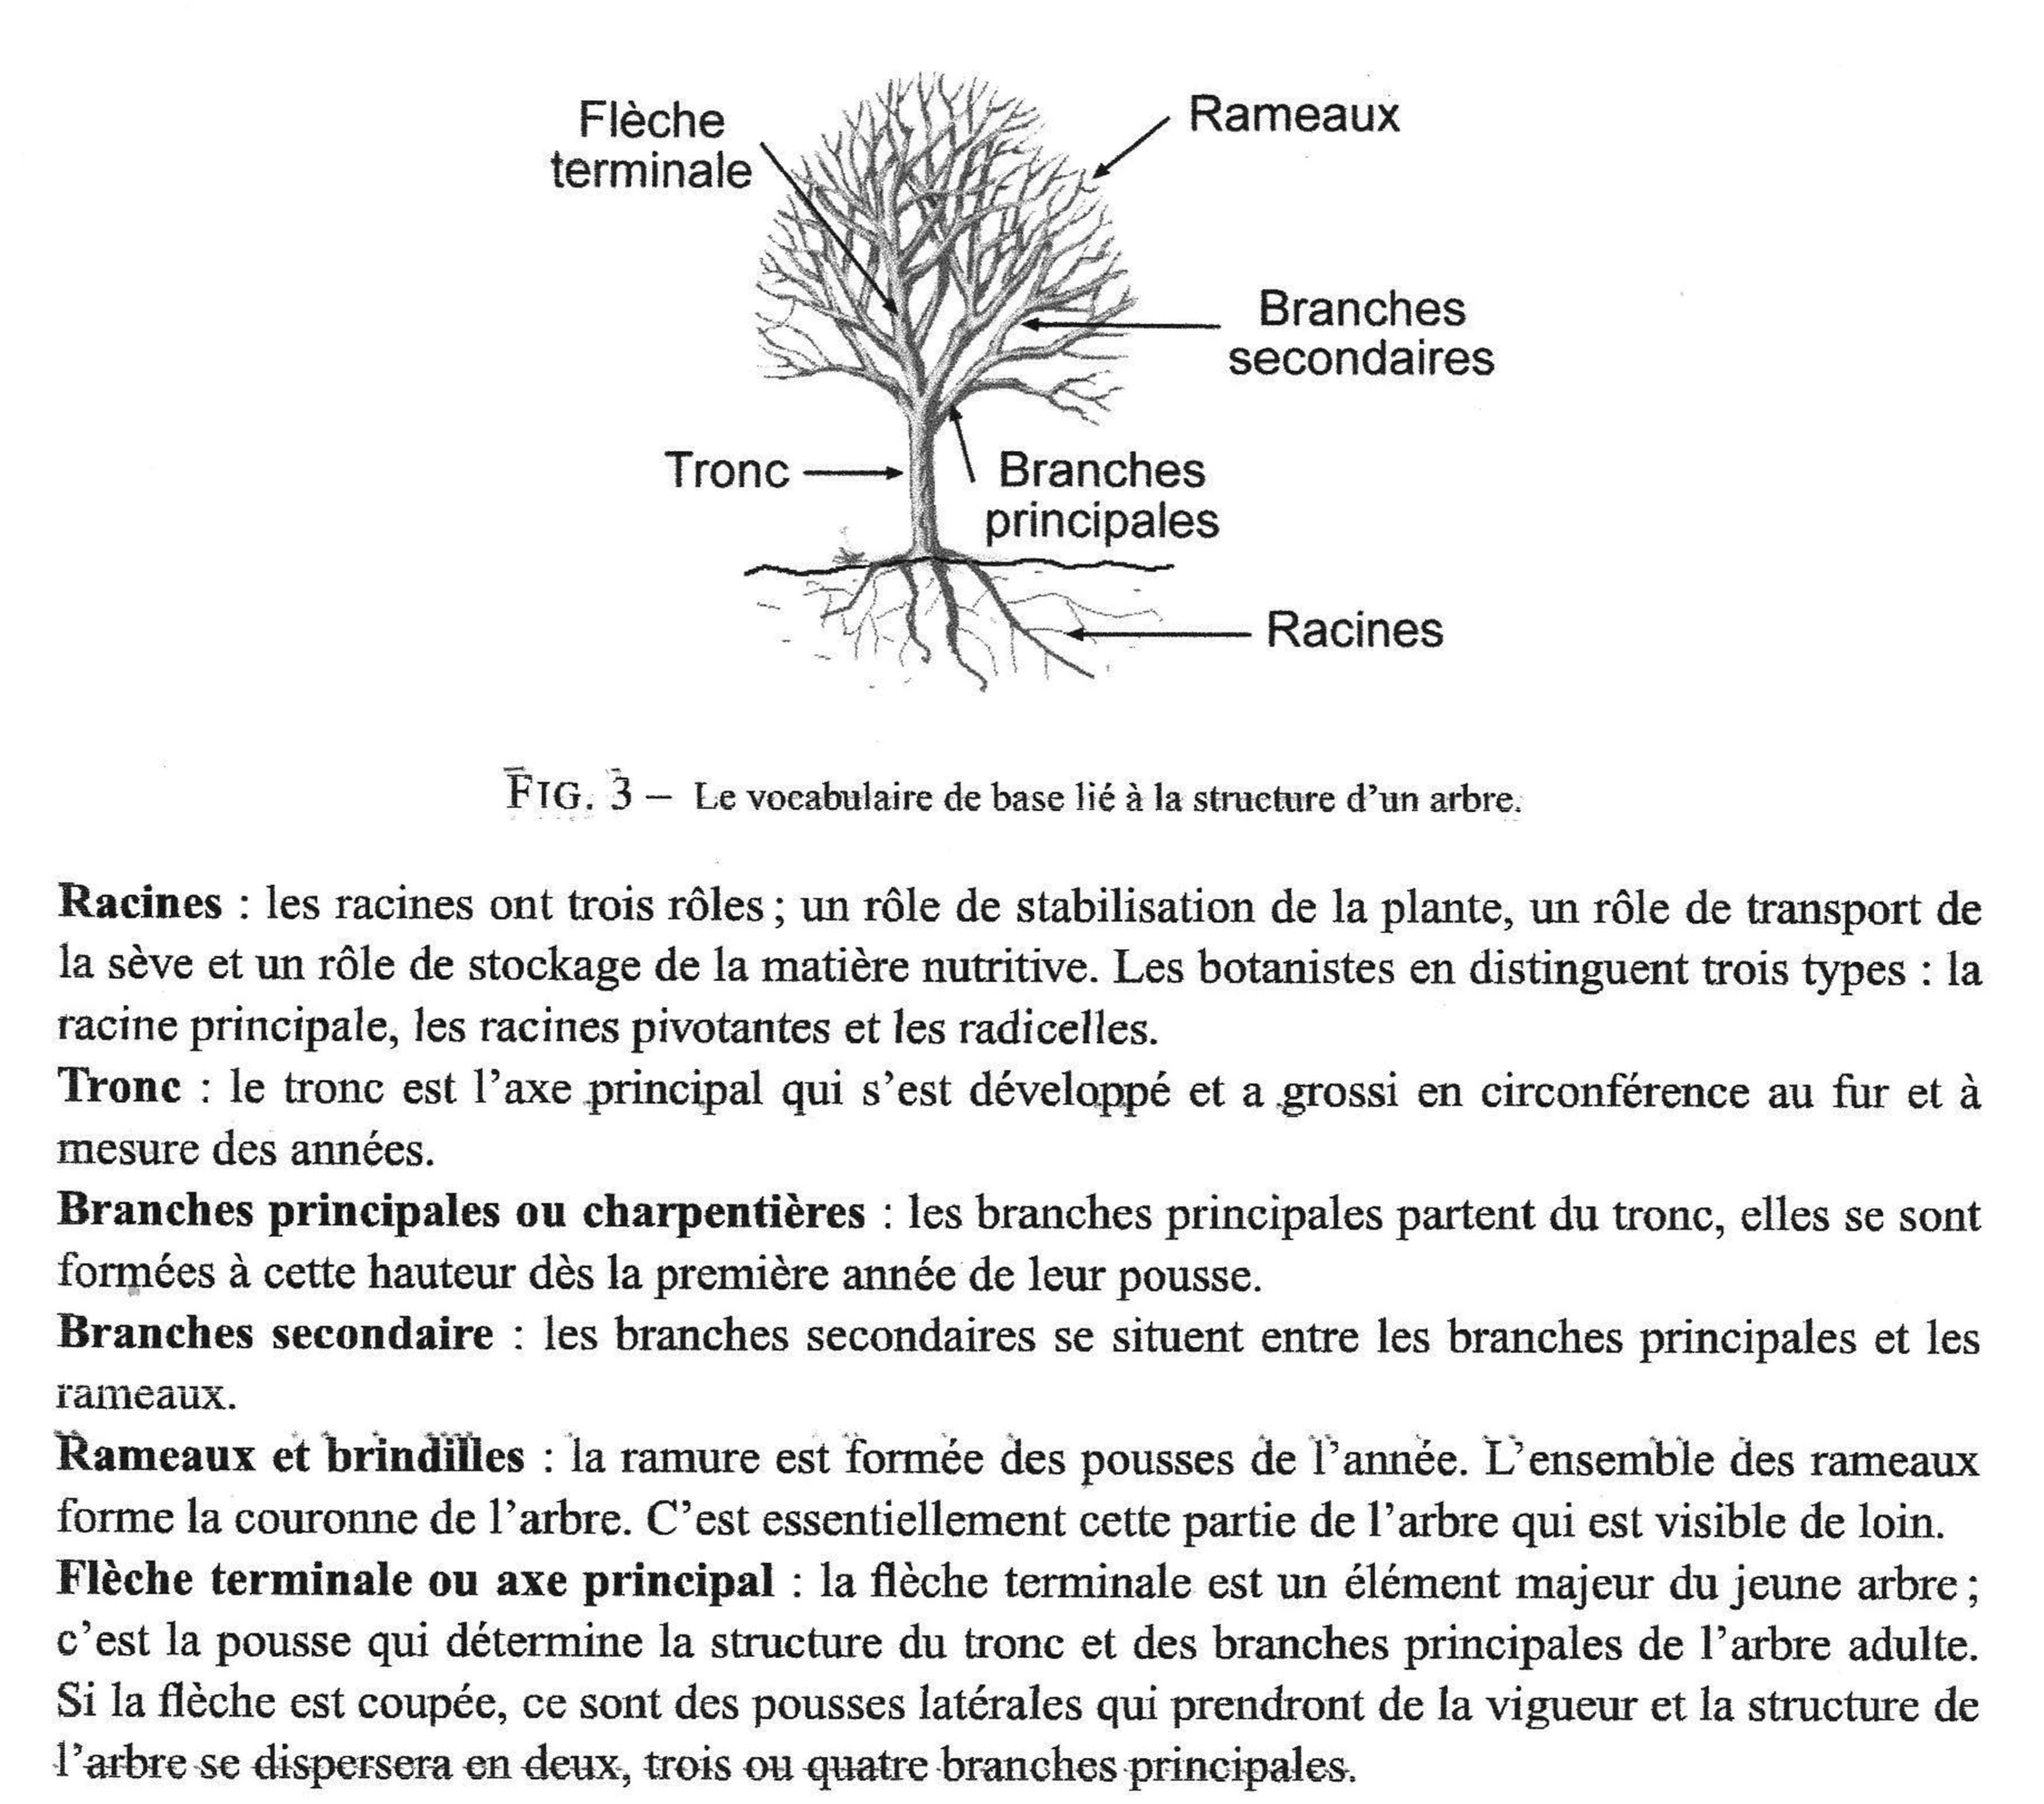 Flèche
terminale
Rameaux
Branches
secondaires
Tronc
Branches
principales
Racines
FIG. 3 – Le vocabulaire de base lié à la structure d'un arbre.
Racines : les racines ont trois rôles ; un rôle de stabilisation de la plante, un rôle de transport de
la sève et un rôle de stockage de la matière nutritive. Les botanistes en distinguent trois types : la
racine principale, les racines pivotantes et les radicelles.
Tronc : le tronc est l'axe principal qui s'est développé et a grossi en circonférence au fur et à
mesure des années.
Branches principales ou charpentières : les branches principales partent du tronc, elles se sont
formées à cette hauteur dès la première année de leur pousse.
Branches secondaire : les branches secondaires se situent entre les branches principales et les
rameaux.
Rameaux et brindilles : la ramure est formée des pousses de l'année. L'ensemble des rameaux
forme la couronne de l'arbre. C'est essentiellement cette partie de l'arbre qui est visible de loin.
Flèche terminale ou axe principal : la flèche terminale est un élément majeur du jeune arbre ;
c'est la pousse qui détermine la structure du tronc et des branches principales de l'arbre adulte.
Si la flèche est coupée, ce sont des pousses latérales qui prendront de la vigueur et la structure de
l'arbre se dispersera en deux, trois ou quatre branches principales.